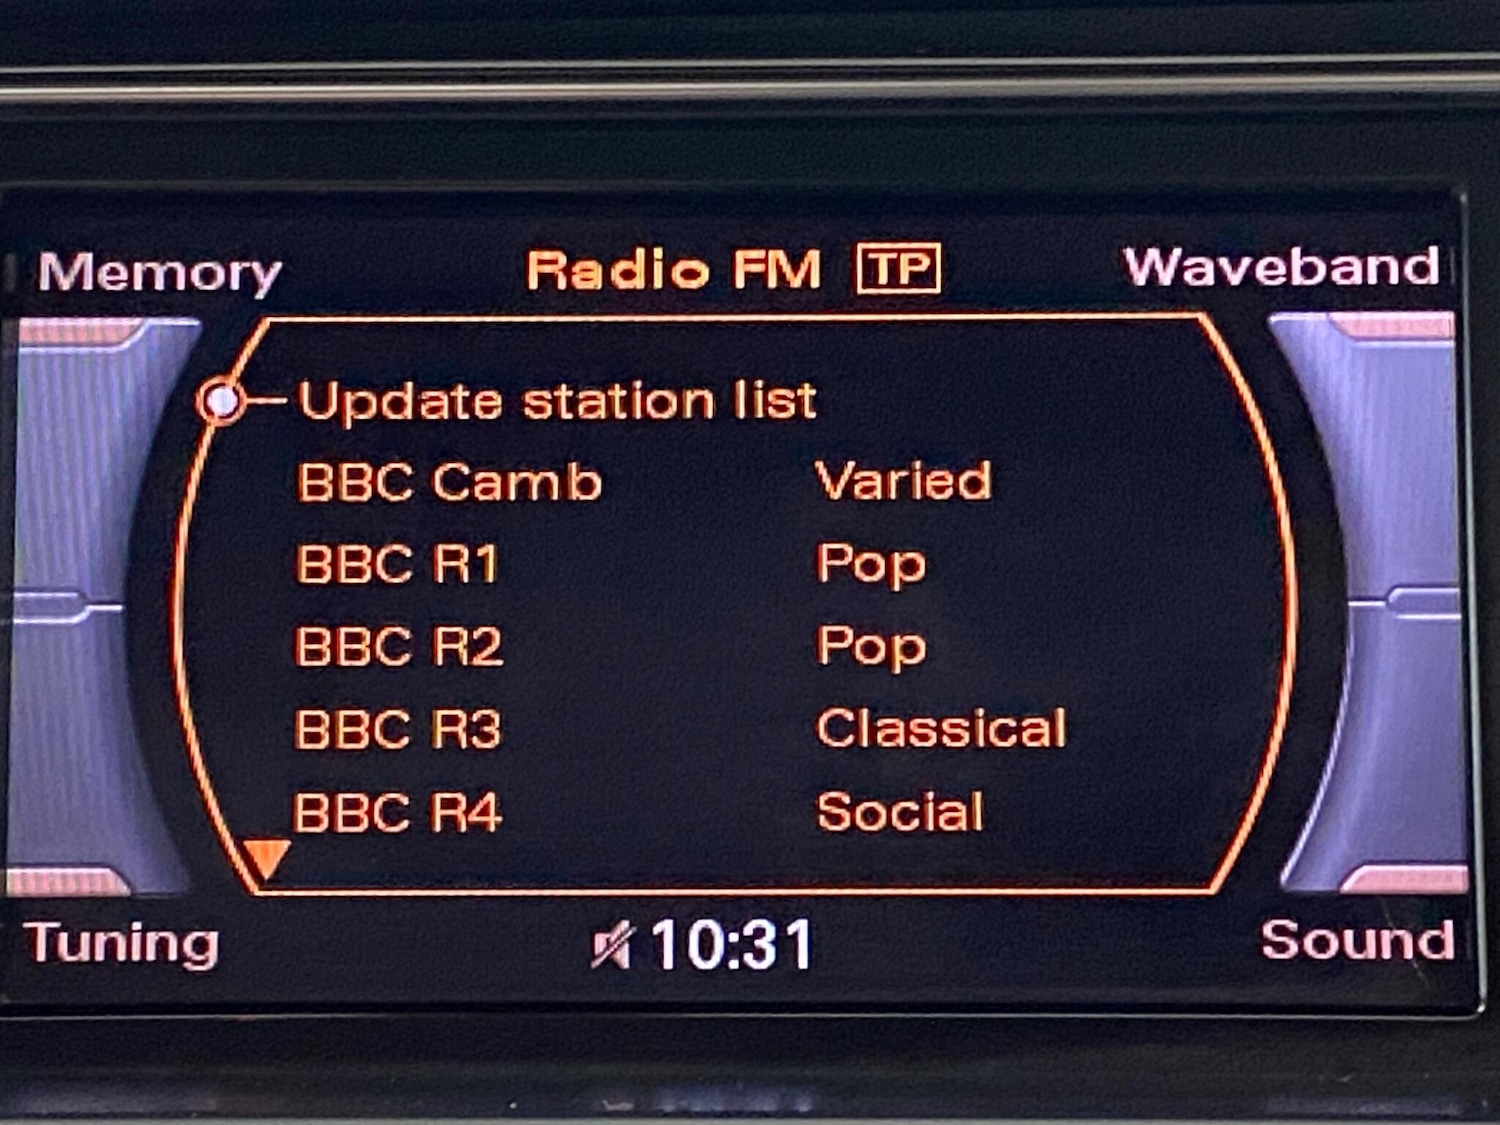 Memory Radio FM TP Waveband
Update station list
BBC Camb Varied
BBC R1 Pop
BBC R2 Pop
BBC R3 Classical
BBC R4 Social
Tuning 10:31 Sound